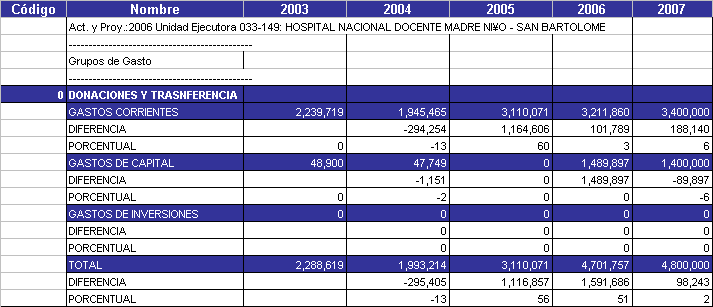 Código Nombre 2003 2004 2005 2006 2007
Act. y Proy.:2006 Unidad Ejecutora 033-149: HOSPITAL NACIONAL DOCENTE MADRE NI¥O - SAN BARTOLOME
----------------------------------------------
Grupos de Gasto
----------------------------------------------
0 DONACIONES Y TRASNFERENCIA
GASTOS CORRIENTES 2,239,719 1,945,465 3,110,071 3,211,860 3,400,000
DIFERENCIA -294,254 1,164,606 101,789 188,140
PORCENTUAL 0 -13 60 3 6
GASTOS DE CAPITAL 48,900 47,749 0 1,489,897 1,400,000
DIFERENCIA -1,151 0 1,489,897 -89,897
PORCENTUAL 0 -2 0 0 -6
GASTOS DE INVERSIONES 0 0 0 0 0
DIFERENCIA 0 0 0 0
PORCENTUAL 0 0 0 0
TOTAL 2,288,619 1,993,214 3,110,071 4,701,757 4,800,000
DIFERENCIA -295,405 1,116,857 1,591,686 98,243
PORCENTUAL -13 56 51 2